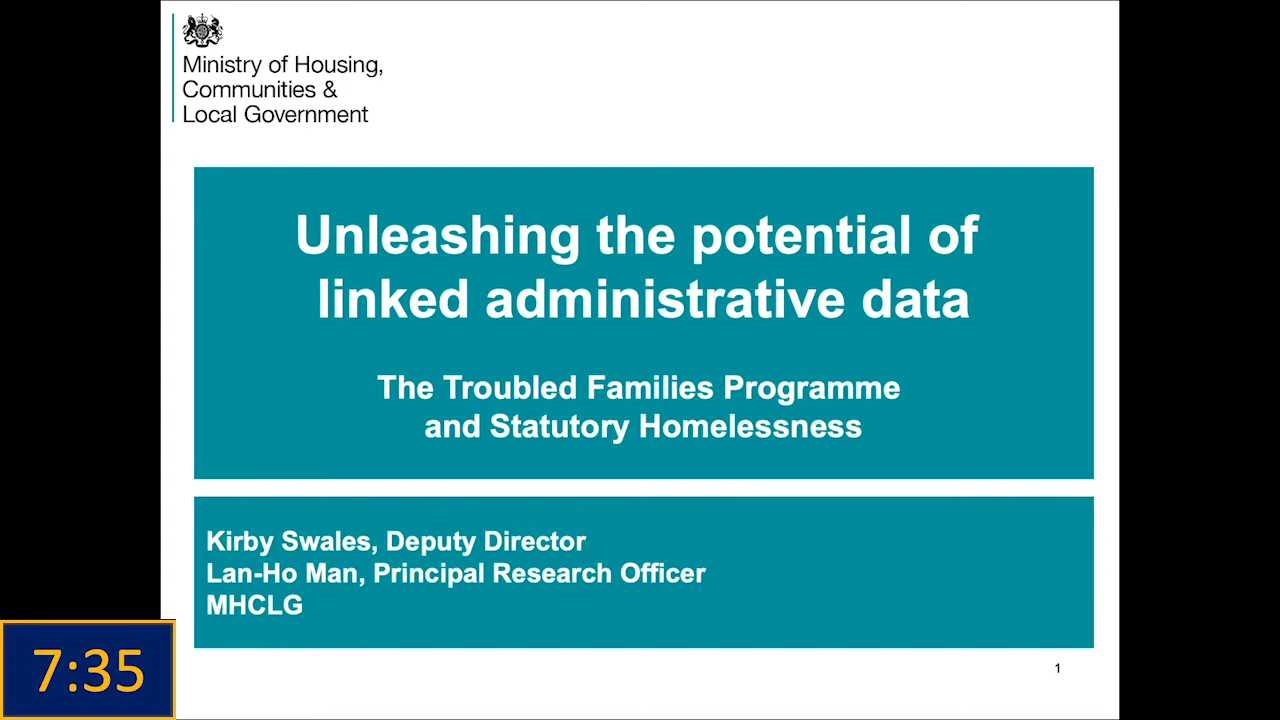 Ministry of Housing,
Communities &
Local Government
Unleashing the potential of
linked administrative data
The Troubled Families Programme
and Statutory Homelessness
Kirby Swales, Deputy Director
Lan-Ho Man, Principal Research Officer
MHCLG
7:35
1